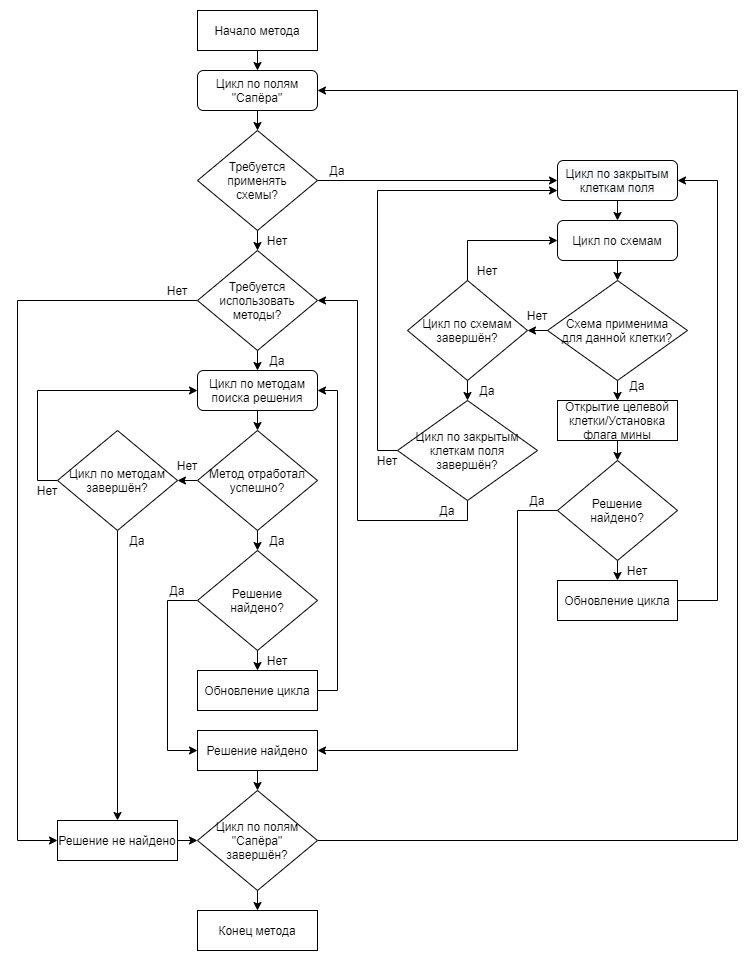 Начало метода
Цикл по полям
"Сапёра"
Требуется
применять
схемы?
Да
Цикл по закрытым
клеткам поля
Цикл по схемам
Нет
Требуется
использовать
методы?
Нет
Нет
Цикл по схемам
завершён?
Нет
Схема применима
для данной клетки?
Да
Цикл по методам
поиска решения
Да
Да
Открытие целевой
клетки/Установка
флага мины
Цикл по закрытым
клеткам поля
завершён?
Нет
Да
Цикл по методам
завершён?
Нет
Нет
Метод отработал
успешно?
Да
Решение
найдено?
Да
Нет
Да
Да
Решение
найдено?
Обновление цикла
Нет
Обновление цикла
Решение найдено
Решение не найдено
Цикл по полям
"Сапёра"
завершён?
Конец метода